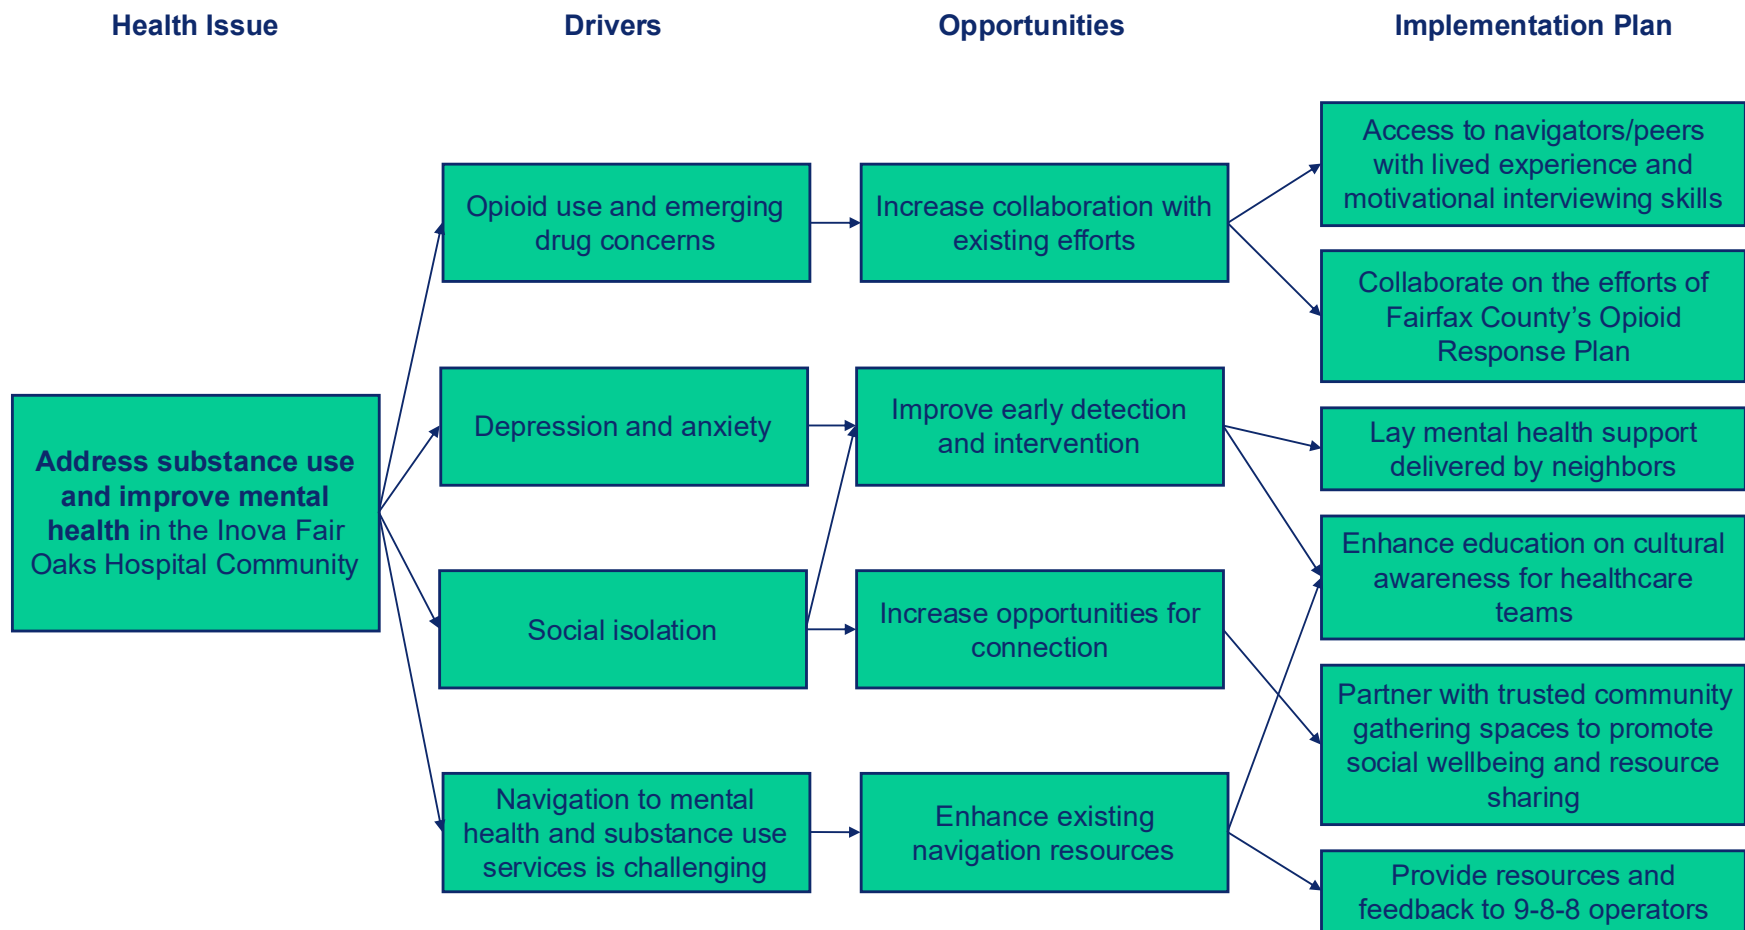 Health Issue
Drivers
Opportunities
Implementation Plan
Address substance use
and improve mental
health in the Inova Fair
Oaks Hospital Community
Opioid use and emerging
drug concerns
Depression and anxiety
Social isolation
Navigation to mental
health and substance use
services is challenging
Increase collaboration with
existing efforts
Improve early detection
and intervention
Increase opportunities for
connection
Enhance existing
navigation resources
Access to navigators/peers
with lived experience and
motivational interviewing skills
Collaborate on the efforts of
Fairfax County’s Opioid
Response Plan
Lay mental health support
delivered by neighbors
Enhance education on cultural
awareness for healthcare
teams
Partner with trusted community
gathering spaces to promote
social wellbeing and resource
sharing
Provide resources and
feedback to 9-8-8 operators